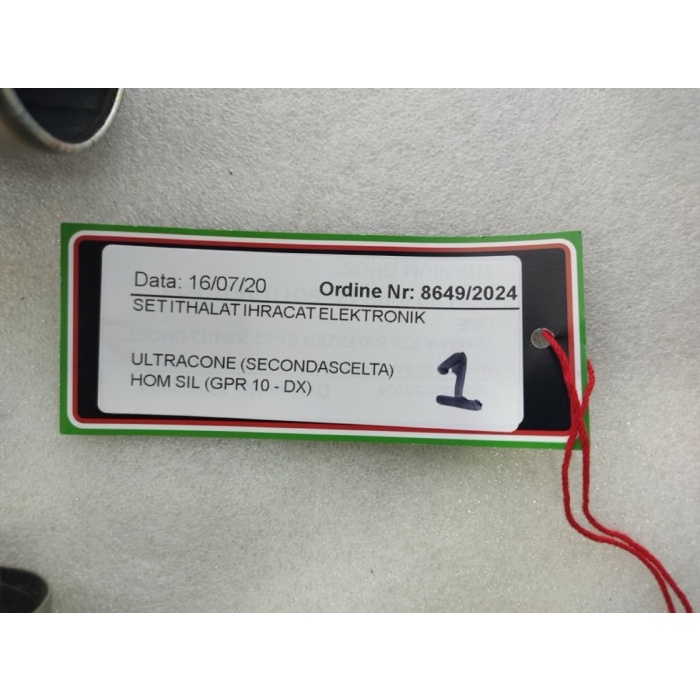 Data: 16/07/20 Ordine Nr: 8649/2024
SET ITHALAT IHRACAT ELEKTRONIK
ULTRACONE (SECONDASCELTA)
HOM SIL (GPR 10 - DX)
1